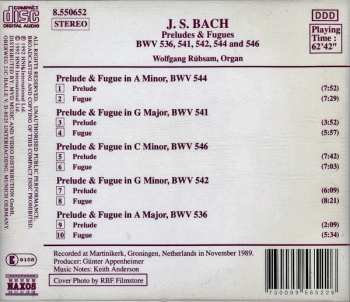 8.550652
STEREO
J. S. BACH
Preludes & Fugues
BWV 536, 541, 542, 544 and 546
Wolfgang Rübsam, Organ
DDD
Playing
Time :
62'42"
COMPACT
disc
DIGITAL AUDIO
Prelude & Fugue in A Minor, BWV 544
1 Prelude (7:52)
2 Fugue (7:29)
Prelude & Fugue in G Major, BWV 541
3 Prelude (3:52)
4 Fugue (5:57)
Prelude & Fugue in C Minor, BWV 546
5 Prelude (7:42)
6 Fugue (7:03)
Prelude & Fugue in G Minor, BWV 542
7 Prelude (6:08)
8 Fugue (8:21)
Prelude & Fugue in A Major, BWV 536
9 Prelude (2:09)
10 Fugue (5:34)
Recorded at Martinikerk, Groningen, Netherlands in November 1989.
Producer: Günter Appenheimer
Music Notes: Keith Anderson
Cover Photo by RBF Filmstore
NAXOS